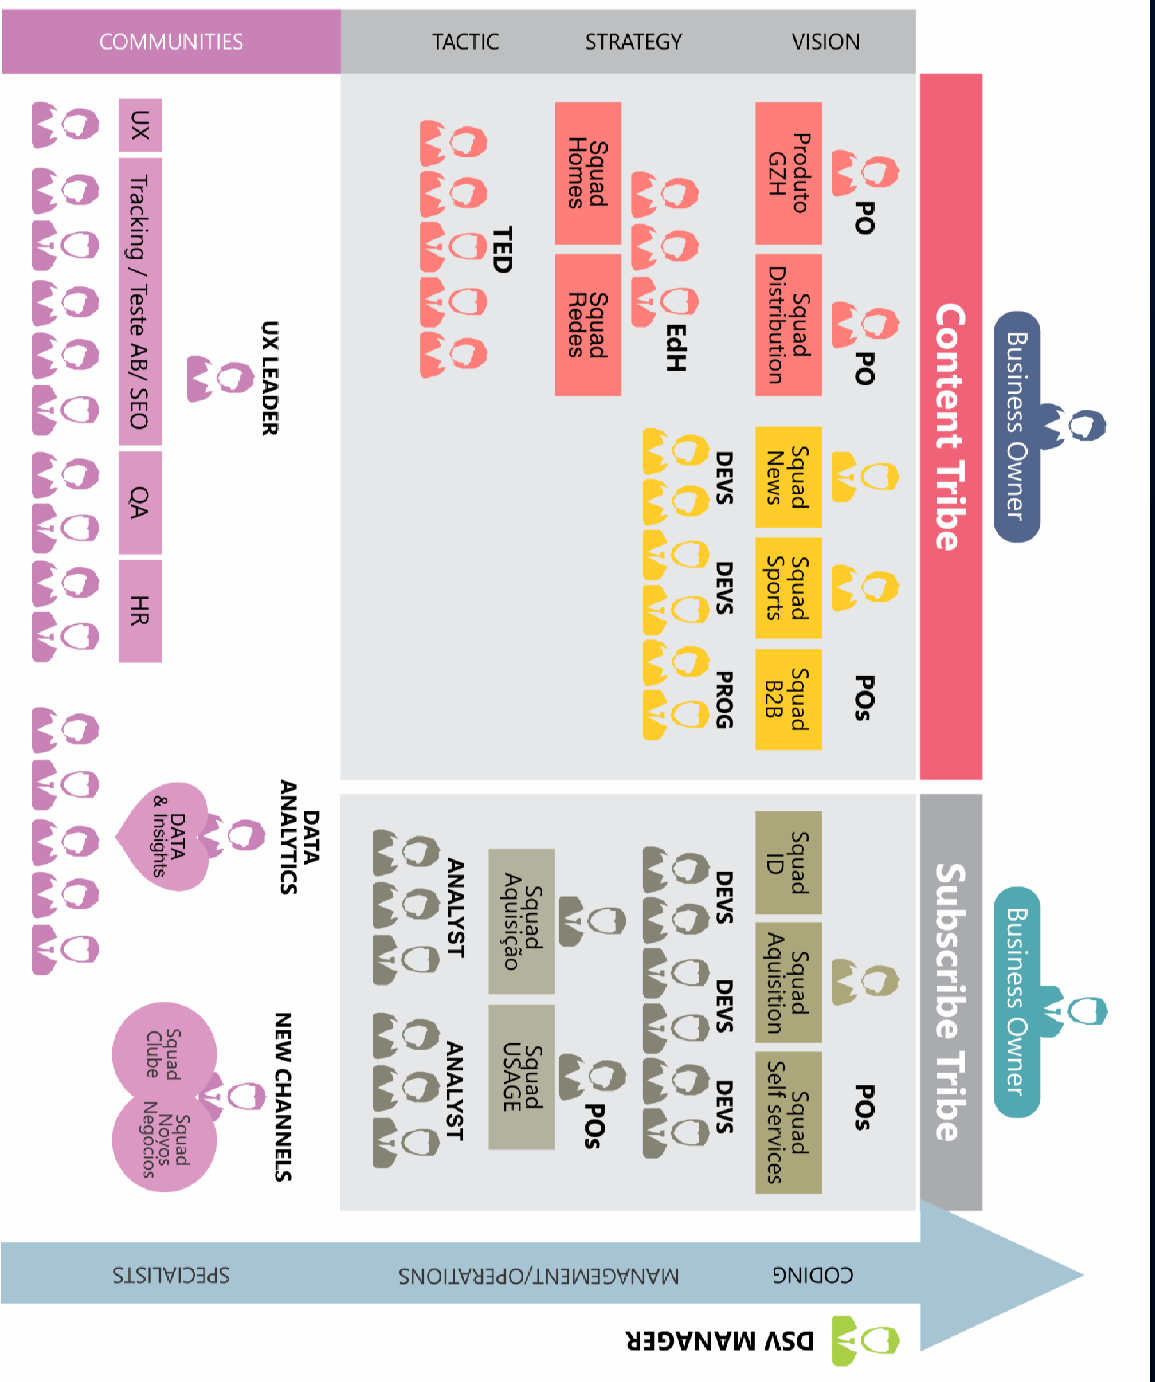 Business Owner
Business Owner
Content Tribe
Subscribe Tribe
VISION
STRATEGY
TACTIC
COMMUNITIES
PO
PO
POs
POs
Produto
GZH
Squad
Distribution
Squad
News
Squad
Sports
Squad
B2B
Squad
ID
Squad
Aquisition
Squad
Self services
EdH
DEVS
DEVS
PROG
DEVS
DEVS
DEVS
Squad
Homes
Squad
Redes
POs
Squad
Aquisição
Squad
USAGE
TED
ANALYST
ANALYST
UX LEADER
DATA
ANALYTICS
NEW CHANNELS
UX
Tracking / Teste AB/ SEO
QA
HR
DATA
& Insights
Squad
Clube
Squad
Novos
Negócios
CODING
MANAGEMENT/OPERATIONS
SPECIALISTS
DSV MANAGER